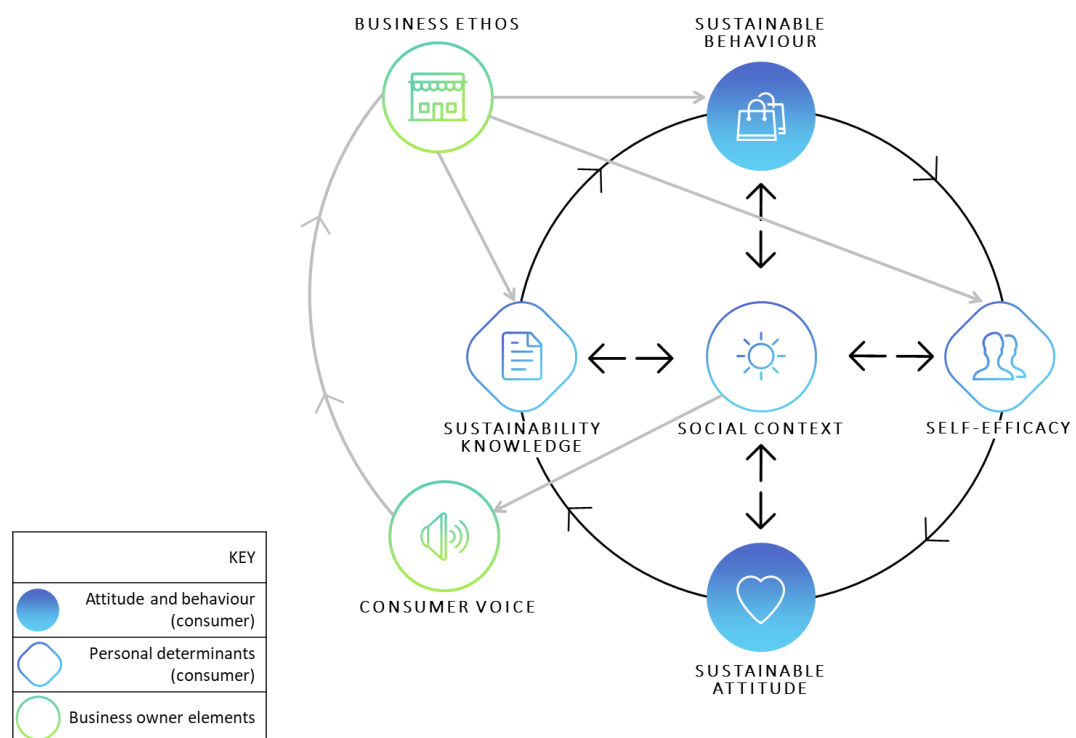 BUSINESS ETHOS
SUSTAINABLE
BEHAVIOUR
SUSTAINABILITY
KNOWLEDGE
SOCIAL CONTEXT
SELF-EFFICACY
CONSUMER VOICE
SUSTAINABLE
ATTITUDE
KEY
Attitude and behaviour
(consumer)
Personal determinants
(consumer)
Business owner elements